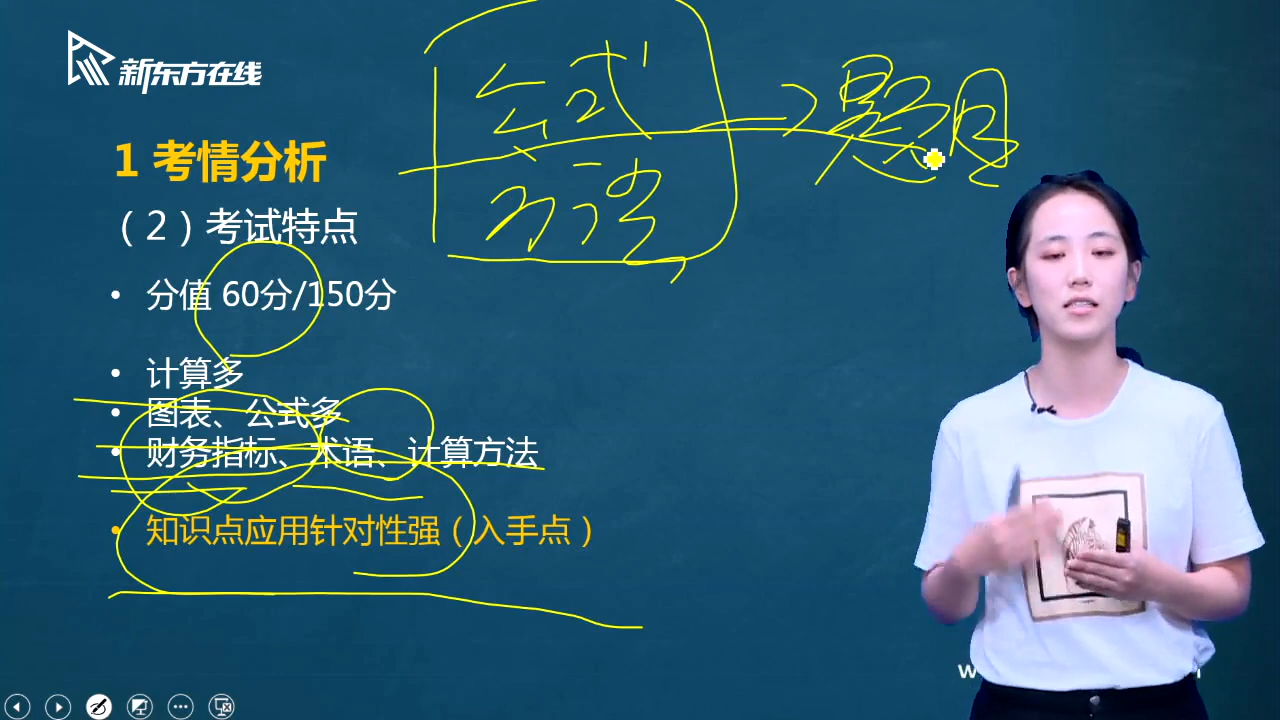 新东方在线
公式
方法
题目
1 考情分析
（2）考试特点
• 分值 60分/150分
• 计算多
• 图表、公式多
• 财务指标、术语、计算方法
• 知识点应用针对性强（入手点）
w